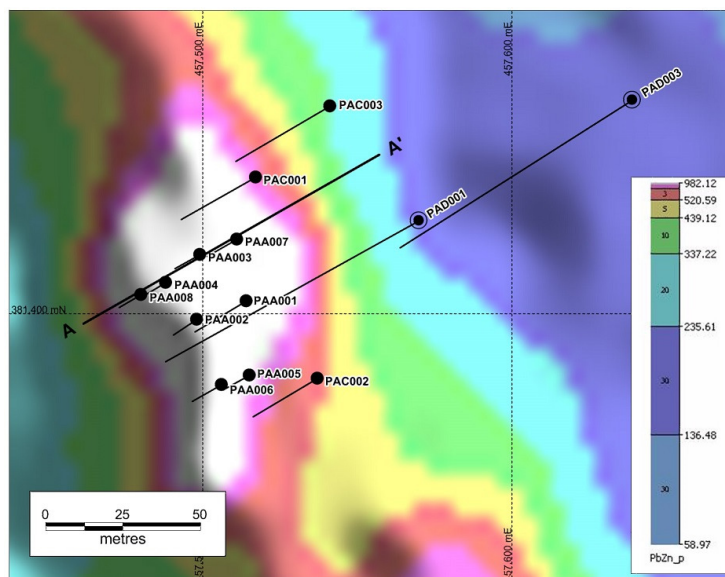 457,500 mE
457,600 mE
PAD003
PAC003
A'
PAC001
PAD001
PAA007
PAA003
PAA004
PAA008
PAA001
381,400 mN
A
PAA002
PAA005
PAC002
PAA006
982.12
3
520.59
5
439.12
10
337.22
20
235.61
30
136.48
30
58.97
PbZn_p
0 25 50
metres
457,600 mE